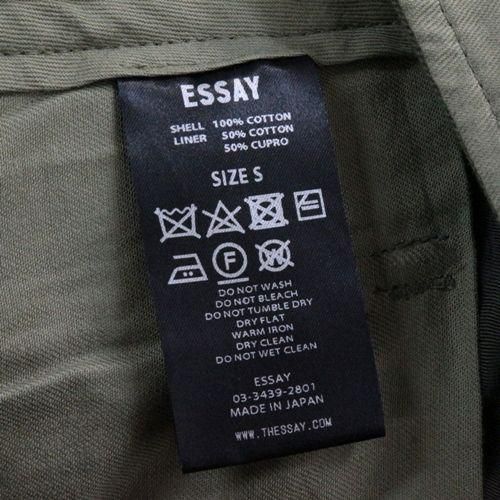 ESSAY
SHELL 100% COTTON
LINER 50% COTTON
50% CUPRO
SIZE S
F
W
DO NOT WASH
DO NOT BLEACH
DO NOT TUMBLE DRY
DRY FLAT
WARM IRON
DRY CLEAN
DO NOT WET CLEAN
ESSAY
03-3439-2801
MADE IN JAPAN
WWW.THESSAY.COM